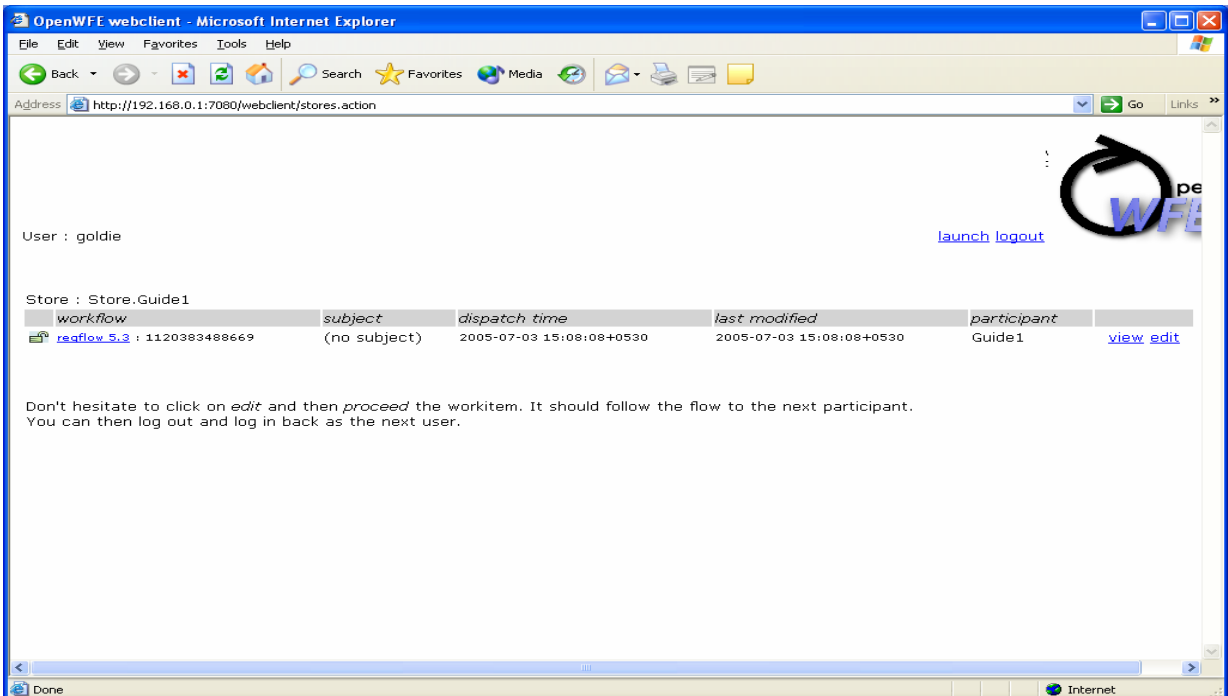 OpenWFE webclient - Microsoft Internet Explorer
File Edit View Favorites Tools Help
Back Search Favorites Media
Address http://192.168.0.1:7080/webclient/stores.action Go Links »
pe
WFE
User : goldie launch logout
Store : Store.Guide1
workflow subject dispatch time last modified participant
reqflow 5.3 : 1120383488669 (no subject) 2005-07-03 15:08:08+0530 2005-07-03 15:08:08+0530 Guide1 view edit
Don't hesitate to click on edit and then proceed the workitem. It should follow the flow to the next participant.
You can then log out and log in back as the next user.
Done Internet